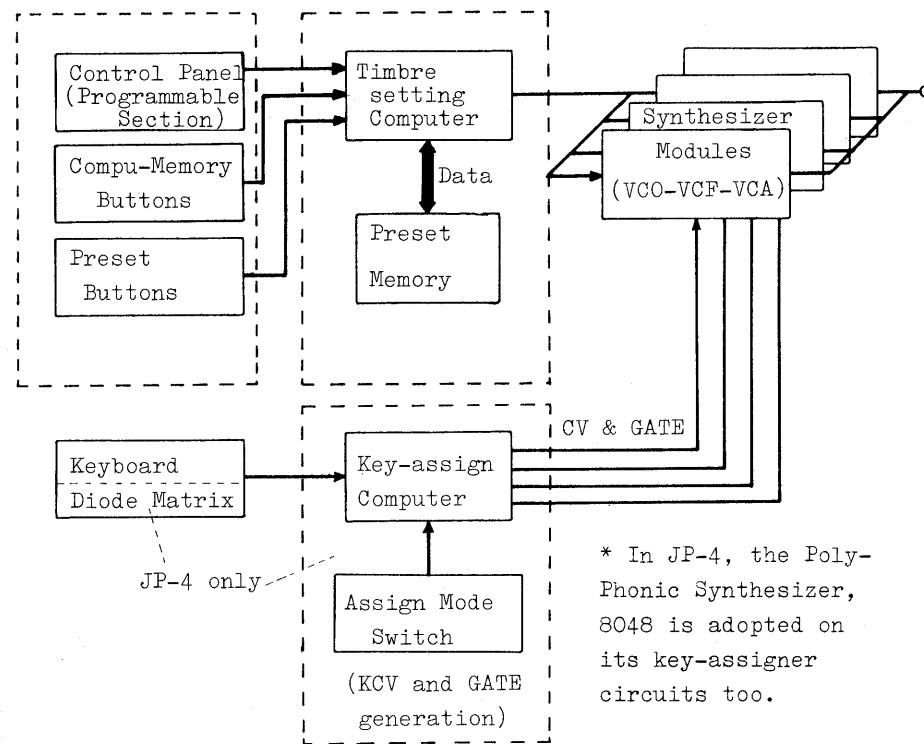 Control Panel
(Programmable
Section)
Compu-Memory
Buttons
Preset
Buttons
Timbre
setting
Computer
Data
Preset
Memory
Synthesizer
Modules
(VCO-VCF-VCA)
CV & GATE
Keyboard
Diode Matrix
JP-4 only
Key-assign
Computer
Assign Mode
Switch
(KCV and GATE
generation)
* In JP-4, the Poly-
Phonic Synthesizer,
8048 is adopted on
its key-assigner
circuits too.